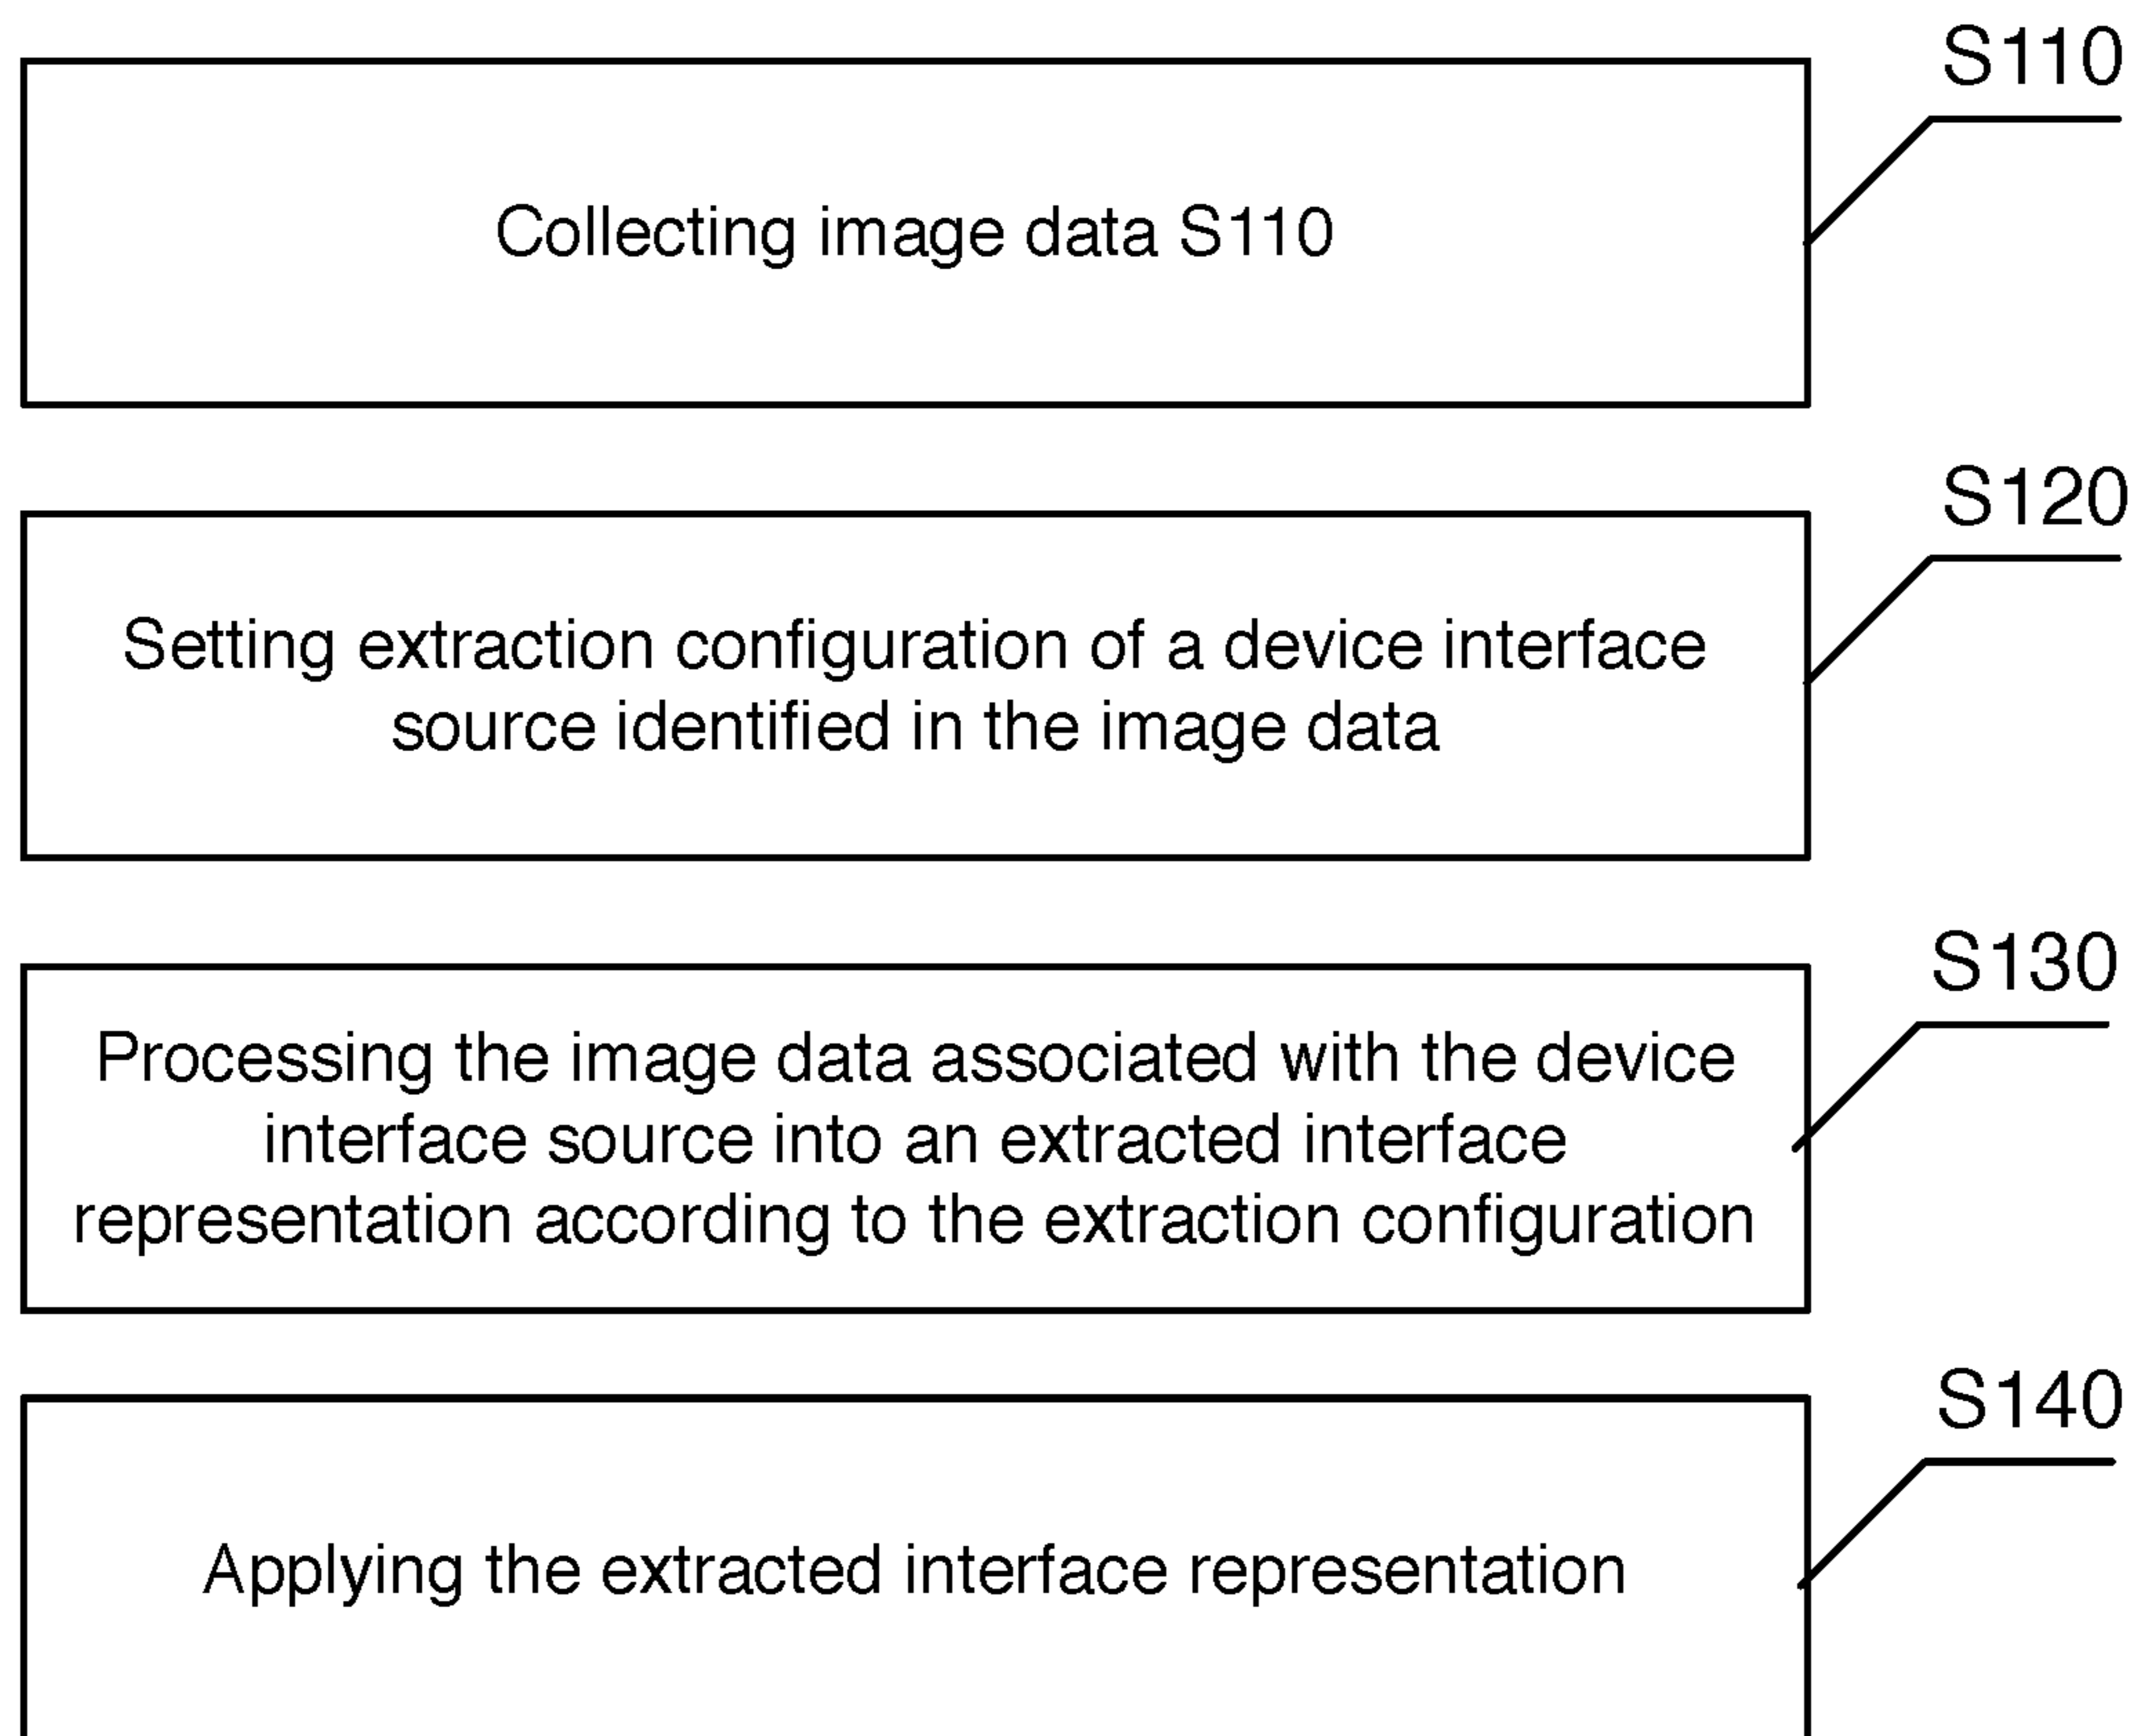 S110
Collecting image data S110
S120
Setting extraction configuration of a device interface
source identified in the image data
S130
Processing the image data associated with the device
interface source into an extracted interface
representation according to the extraction configuration
S140
Applying the extracted interface representation